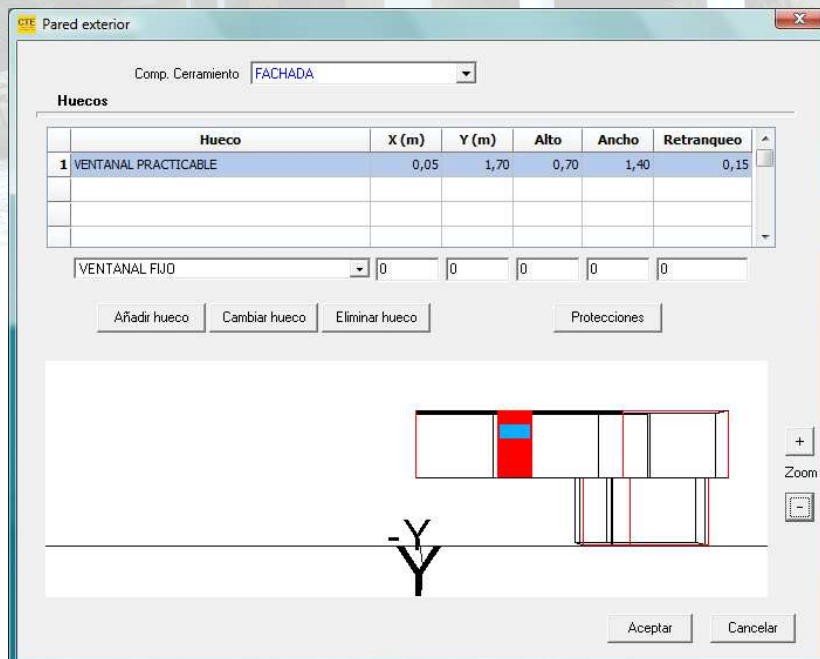 CTE Pared exterior X
Comp. Cerramiento FACHADA
Huecos
Hueco X (m) Y (m) Alto Ancho Retranqueo
1 VENTANAL PRACTICABLE 0,05 1,70 0,70 1,40 0,15
VENTANAL FIJO 0 0 0 0 0
Añadir hueco Cambiar hueco Eliminar hueco Protecciones
+
Zoom
-
-Y
Y
Aceptar Cancelar